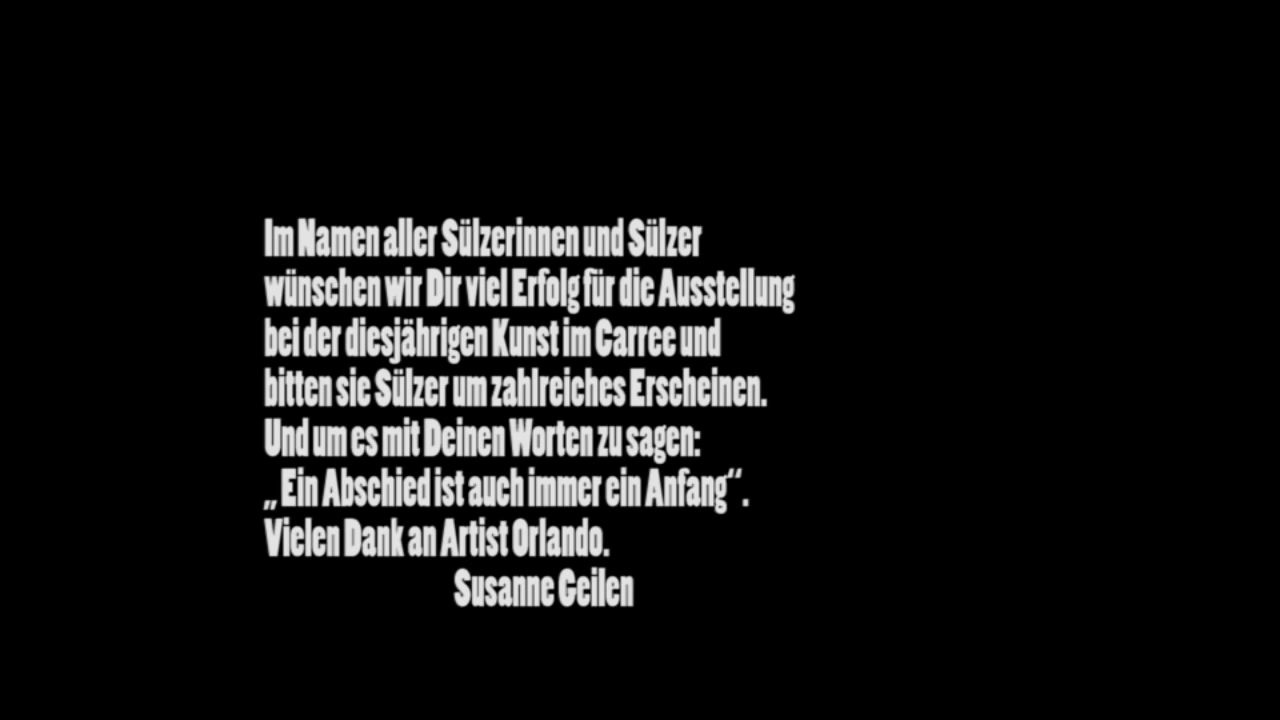 Im Namen aller Sülzerinnen und Sülzer
wünschen wir Dir viel Erfolg für die Ausstellung
bei der diesjährigen Kunst im Carree und
bitten sie Sülzer um zahlreiches Erscheinen.
Und um es mit Deinen Worten zu sagen:
„ Ein Abschied ist auch immer ein Anfang“.
Vielen Dank an Artist Orlando.
Susanne Geilen